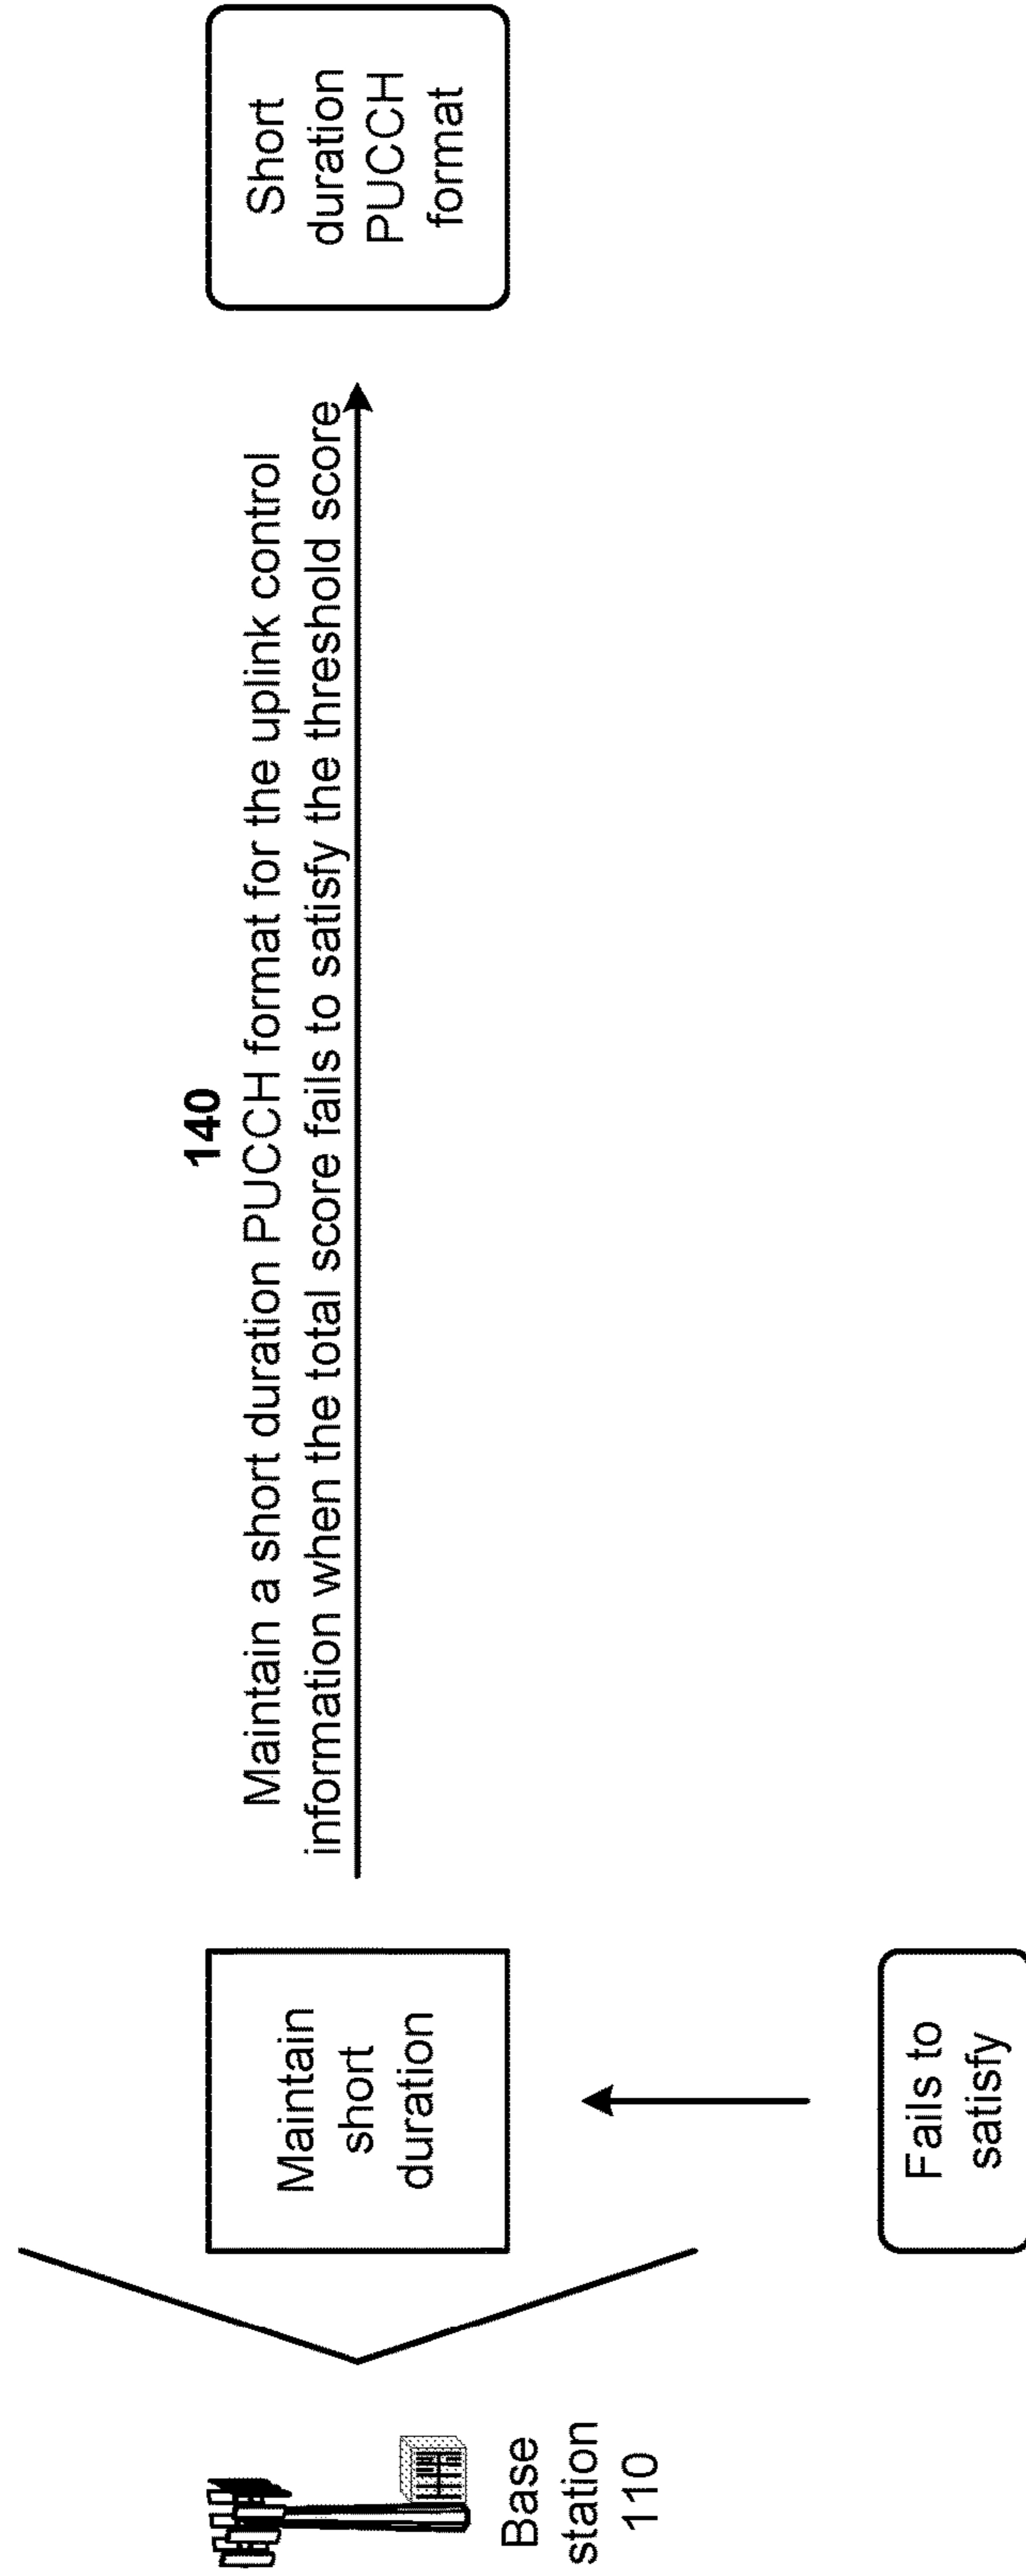 140
Maintain a short duration PUCCH format for the uplink control
information when the total score fails to satisfy the threshold score
Base
station
110
Maintain
short
duration
Short
duration
PUCCH
format
Fails to
satisfy